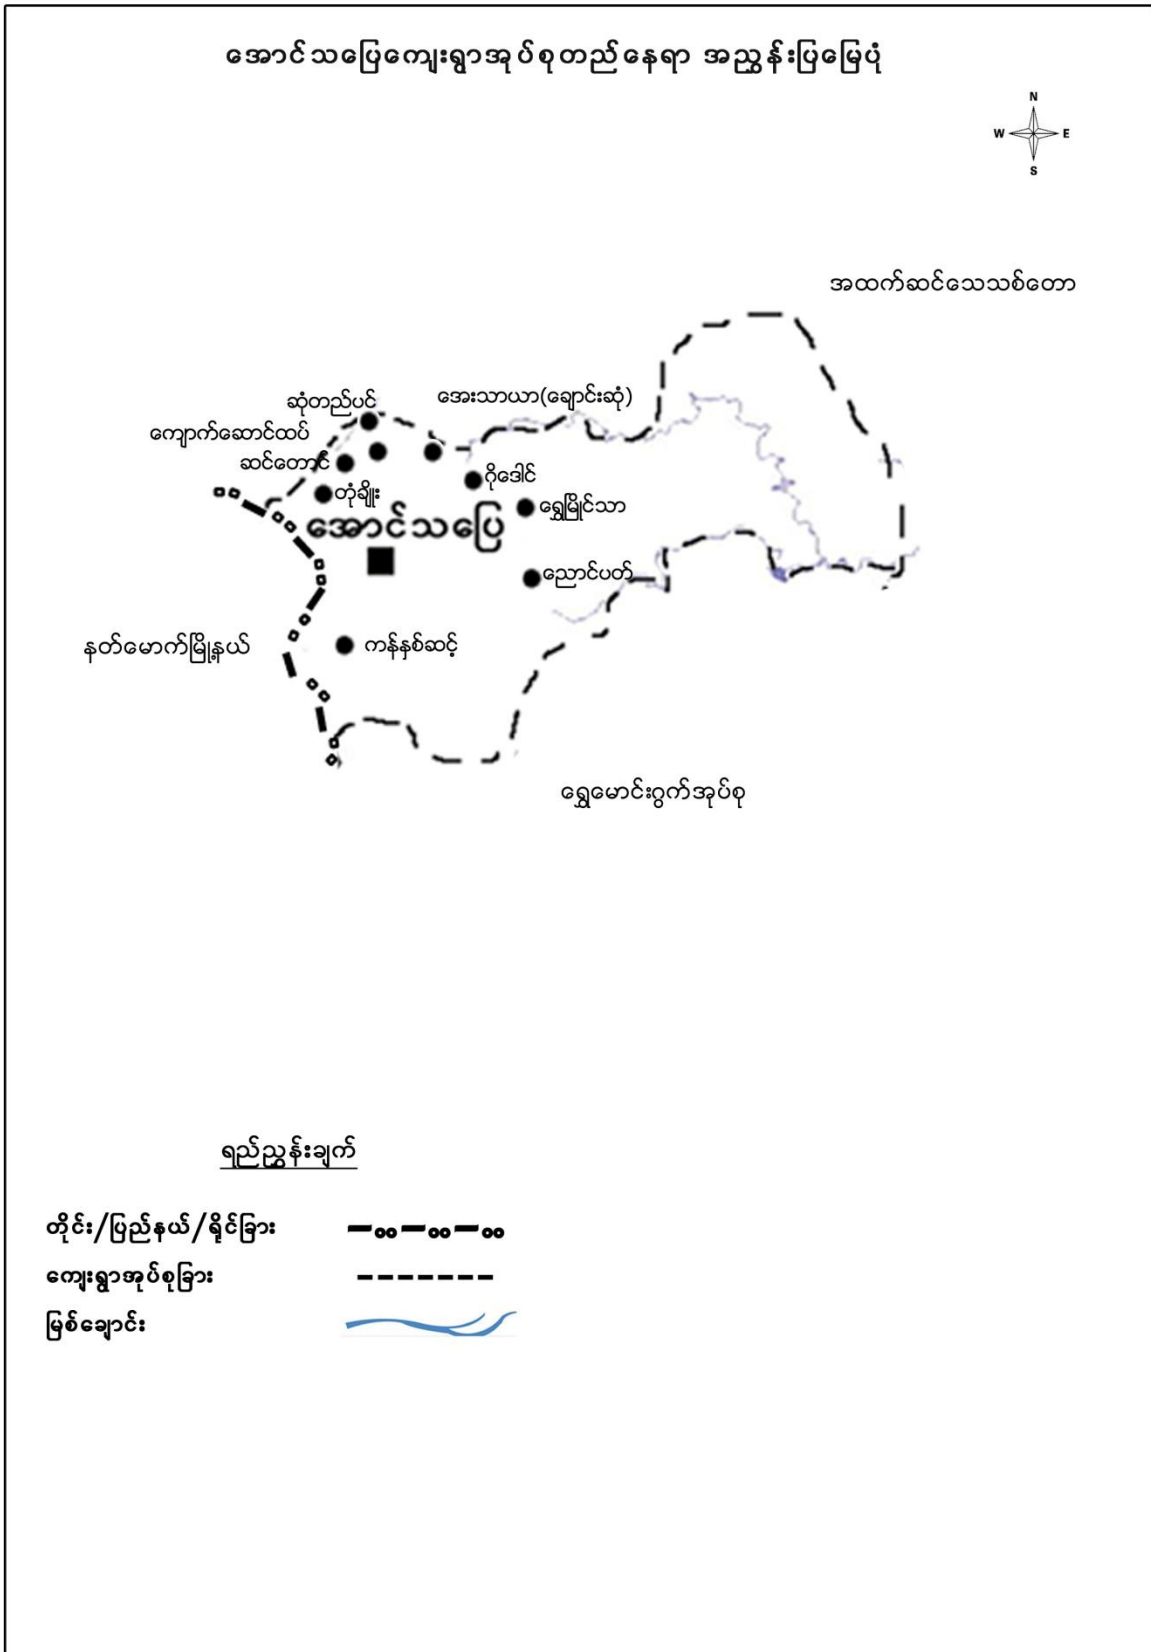 အောင်သပြေကျေးရွာအုပ်စုတည်နေရာ အညွှန်းပြမြေပုံ
N
W E
S
အထက်ဆင်သေသစ်တော
ဆုံတည်ပင်
အေးသာယာ(ချောင်းဆုံ)
ကျောက်ဆောင်ထပ်
ဆင်တောင်
ဂိုဒေါင်
တုံချိုး
ရွှေမြိုင်သာ
အောင်သပြေ
ညောင်ပတ်
နတ်မောက်မြို့နယ်
ကန်နှစ်ဆင့်
ရွှေမောင်းဂွက်အုပ်စု
ရည်ညွှန်းချက်
တိုင်း/ပြည်နယ်/ရိုင်ခြား
ကျေးရွာအုပ်စုခြား
မြစ်ချောင်း